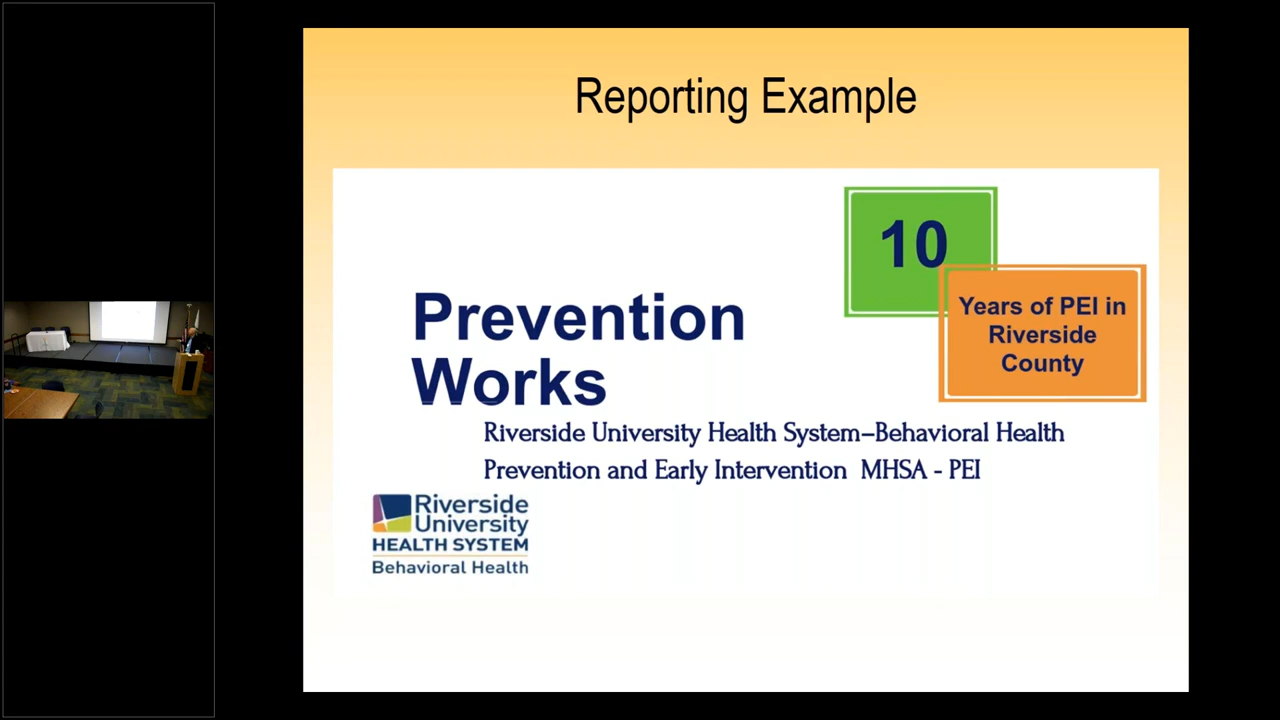 Reporting Example
10
Years of PEI in
Riverside
County
Prevention
Works
Riverside University Health System–Behavioral Health
Prevention and Early Intervention MHSA - PEI
Riverside
University
HEALTH SYSTEM
Behavioral Health